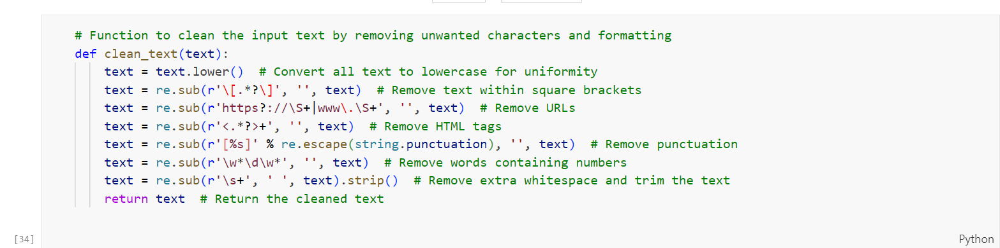 # Function to clean the input text by removing unwanted characters and formatting
def clean_text(text):
    text = text.lower()  # Convert all text to lowercase for uniformity
    text = re.sub(r'\[.*?\]', '', text)  # Remove text within square brackets
    text = re.sub(r'https?://\S+|www\.\S+', '', text)  # Remove URLs
    text = re.sub(r'<.*?>+', '', text)  # Remove HTML tags
    text = re.sub(r'[%s]' % re.escape(string.punctuation), '', text)  # Remove punctuation
    text = re.sub(r'\w*\d\w*', '', text)  # Remove words containing numbers
    text = re.sub(r'\s+', ' ', text).strip()  # Remove extra whitespace and trim the text
    return text  # Return the cleaned text
[34]
Python